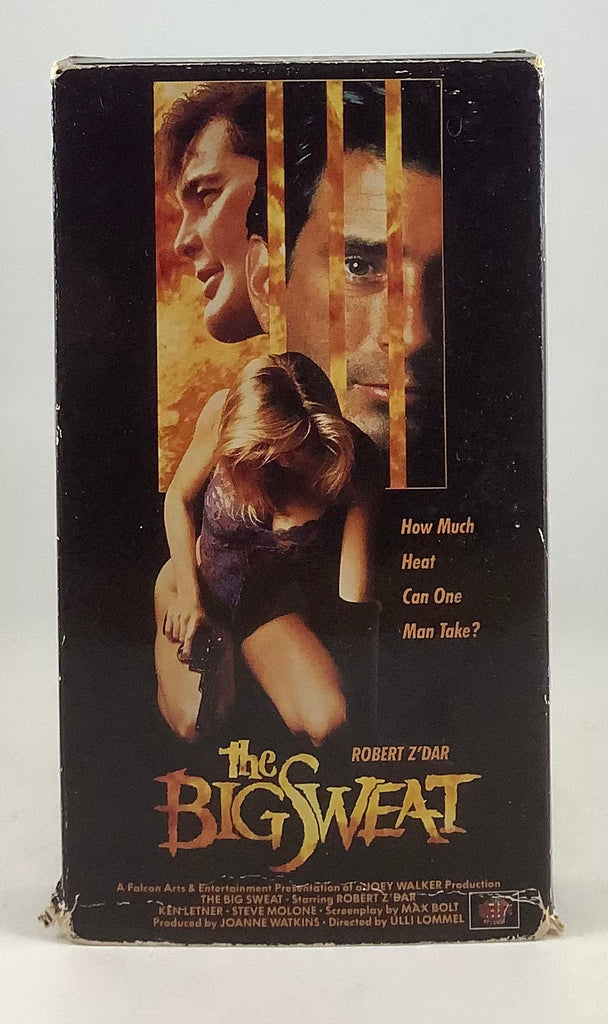 How Much
Heat
Can One
Man Take?
ROBERT Z'DAR
the
BIG SWEAT
A Falcon Arts & Entertainment Presentation of a JOEY WALKER Production
THE BIG SWEAT · Starring ROBERT Z'DAR
KEN LETNER · STEVE MOLONE · Screenplay by MAX BOLT
Produced by JOANNE WATKINS · Directed by ULLI LOMMEL